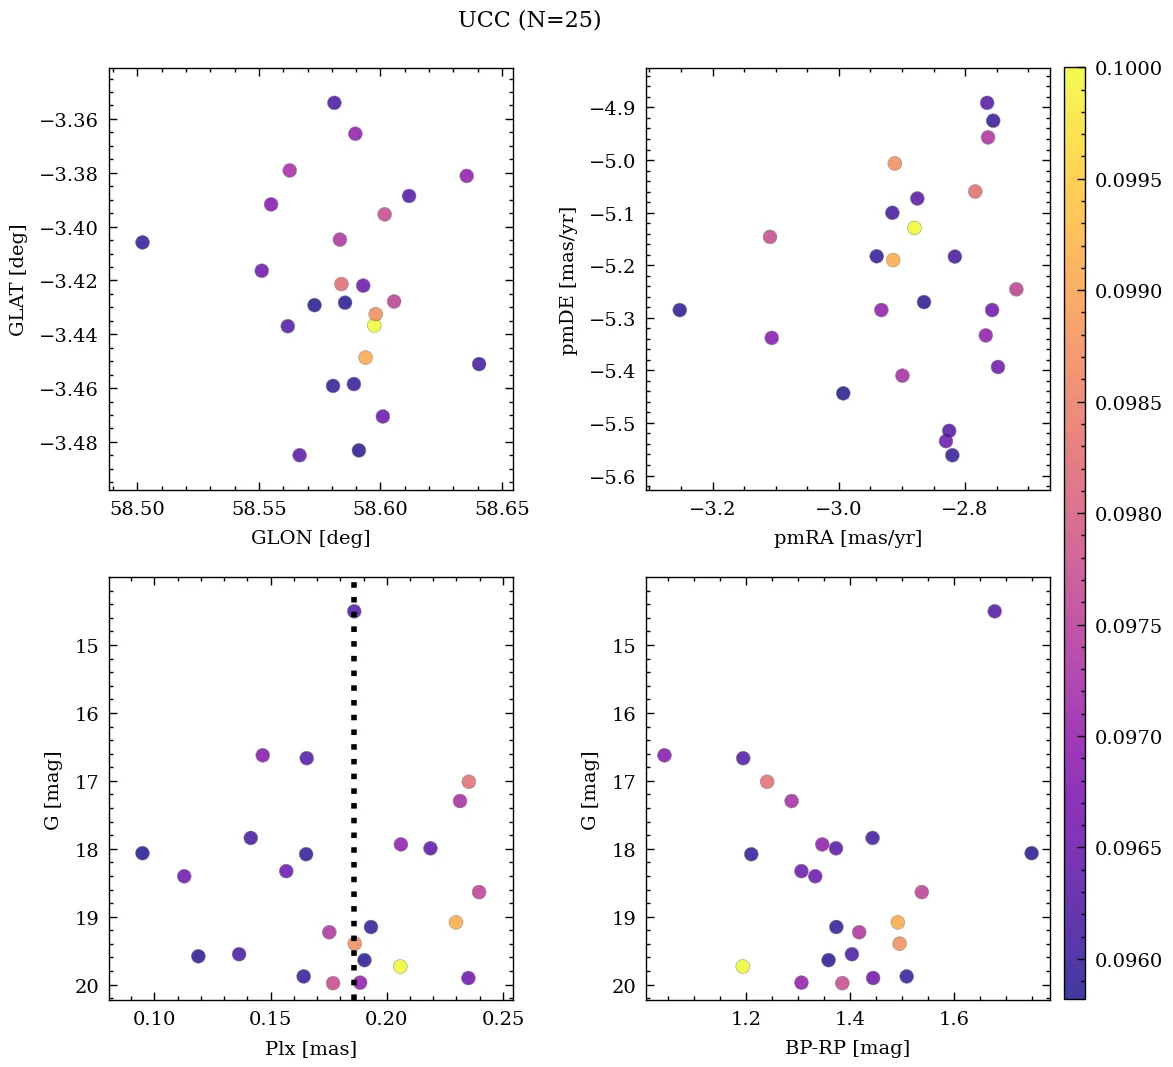 UCC (N=25)
−3.36
−3.38
−3.40
−3.42
−3.44
−3.46
−3.48
GLAT [deg]
58.50 58.55 58.60 58.65
GLON [deg]
−4.9
−5.0
−5.1
−5.2
−5.3
−5.4
−5.5
−5.6
pmDE [mas/yr]
−3.2 −3.0 −2.8
pmRA [mas/yr]
15
16
17
18
19
20
G [mag]
0.10 0.15 0.20 0.25
Plx [mas]
15
16
17
18
19
20
G [mag]
1.2 1.4 1.6
BP-RP [mag]
0.1000
0.0995
0.0990
0.0985
0.0980
0.0975
0.0970
0.0965
0.0960